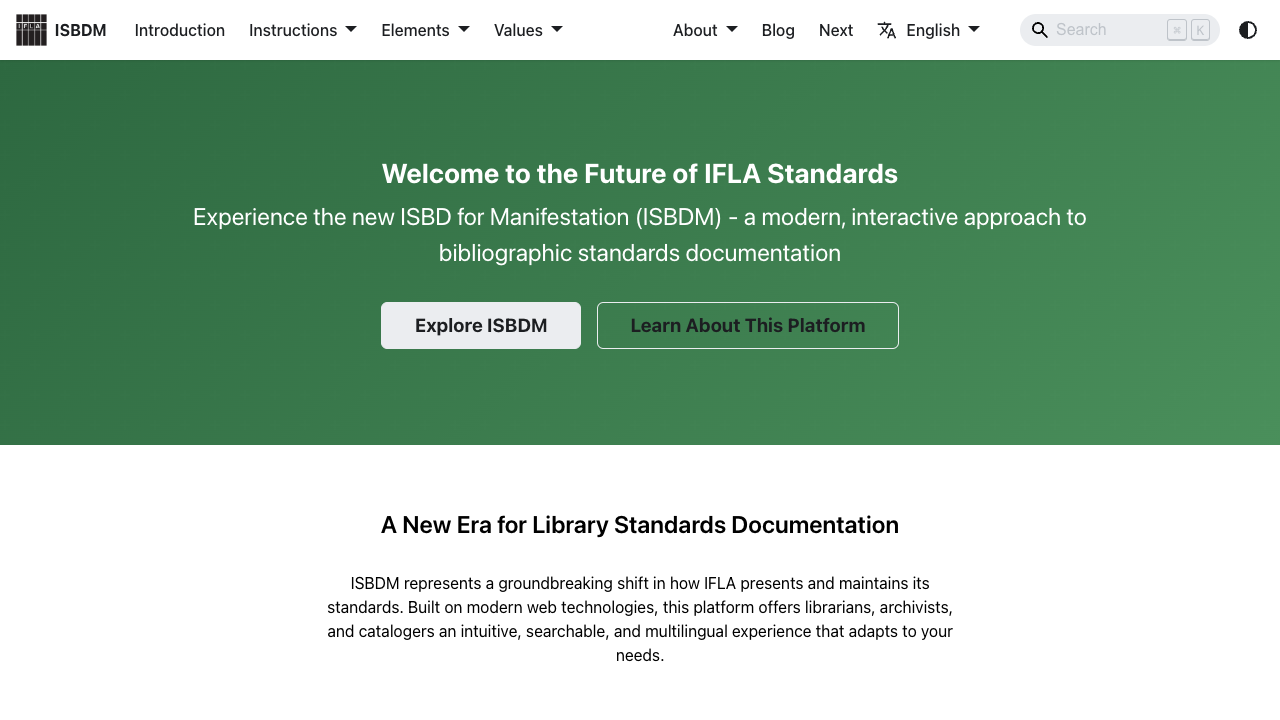 IFLA
ISBDM
Introduction
Instructions
Elements
Values
About
Blog
Next
English
Search
⌘ K
Welcome to the Future of IFLA Standards
Experience the new ISBD for Manifestation (ISBDM) - a modern, interactive approach to
bibliographic standards documentation
Explore ISBDM
Learn About This Platform
A New Era for Library Standards Documentation
ISBDM represents a groundbreaking shift in how IFLA presents and maintains its
standards. Built on modern web technologies, this platform offers librarians, archivists,
and catalogers an intuitive, searchable, and multilingual experience that adapts to your
needs.